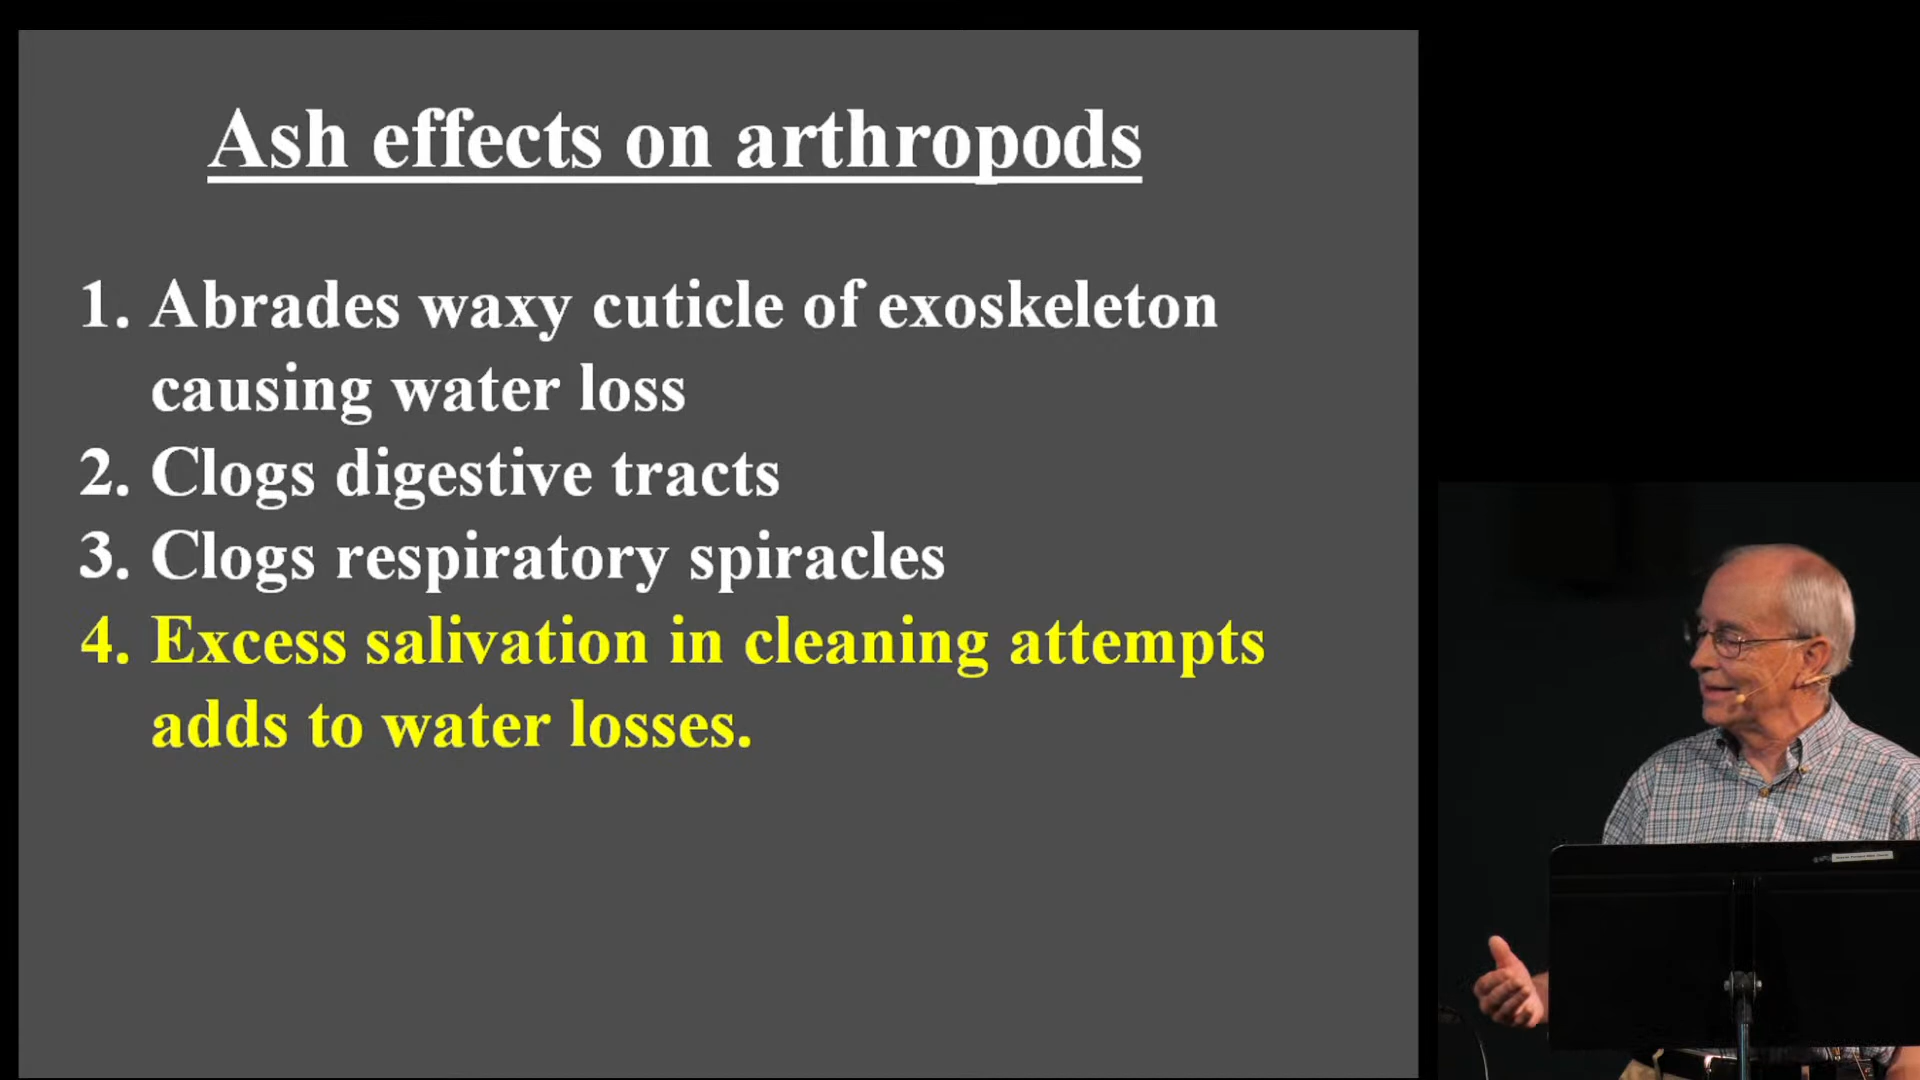 Ash effects on arthropods
1. Abrades waxy cuticle of exoskeleton
causing water loss
2. Clogs digestive tracts
3. Clogs respiratory spiracles
4. Excess salivation in cleaning attempts
adds to water losses.